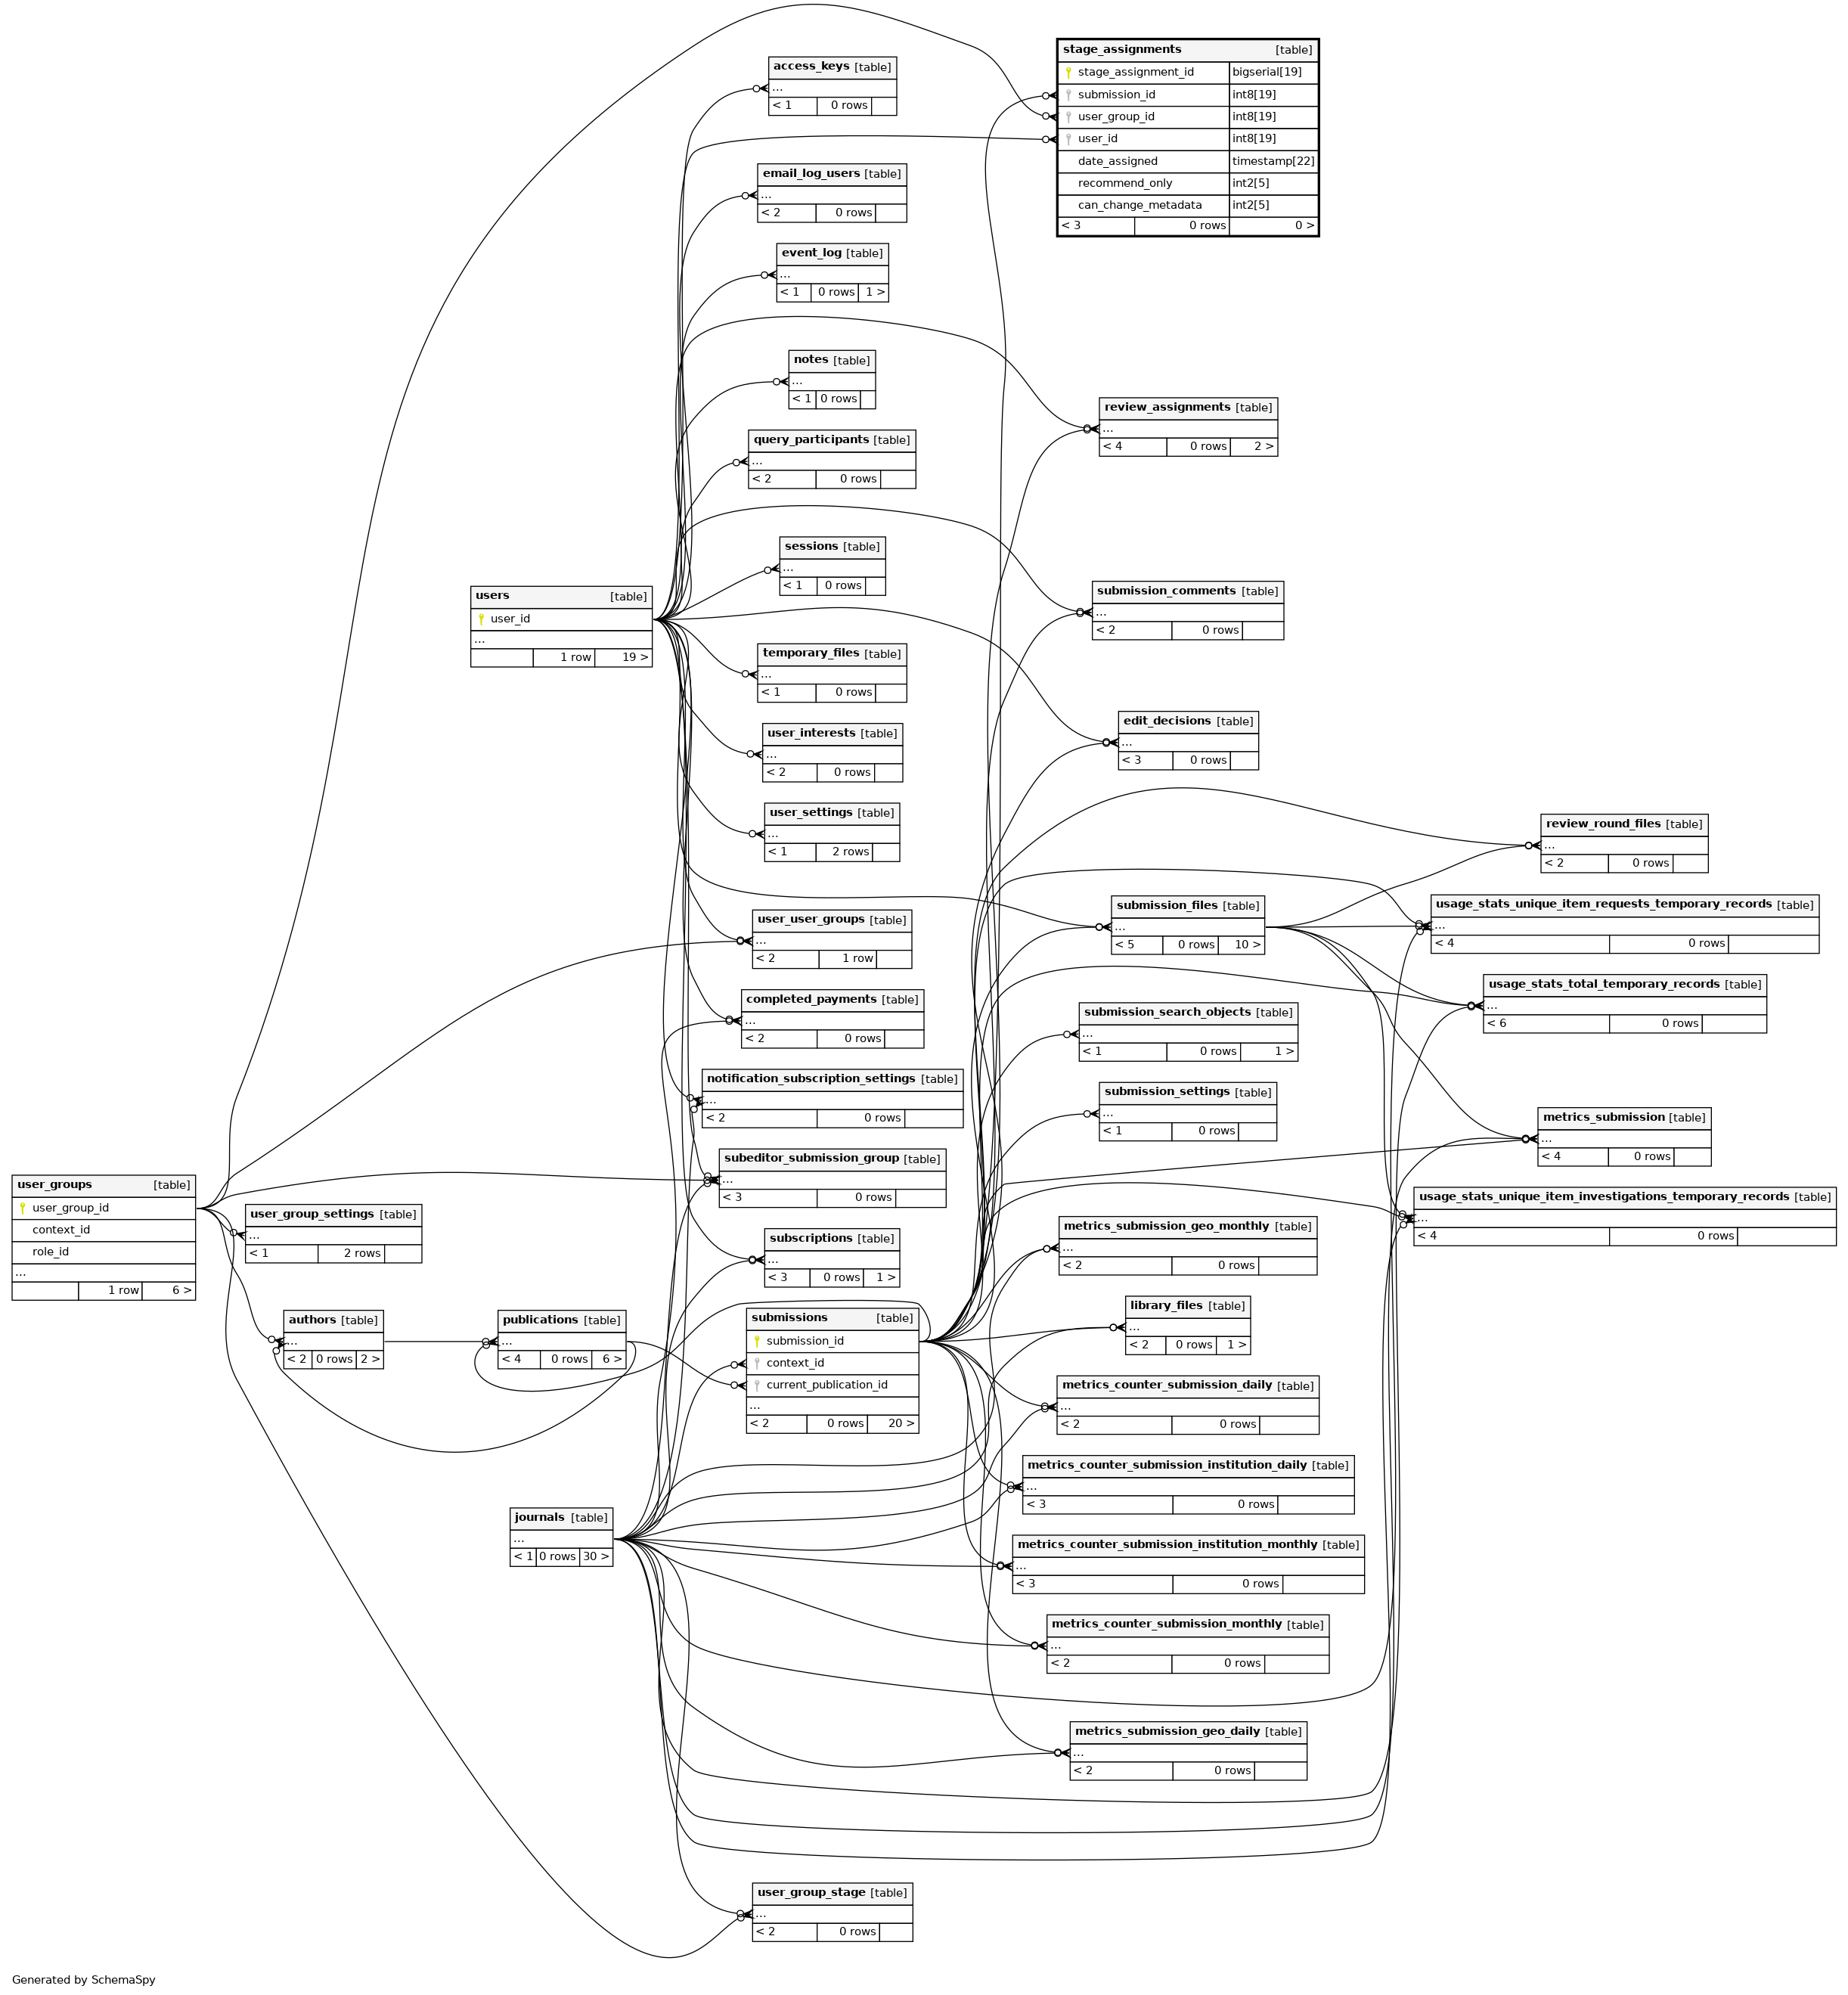 stage_assignments [table]
stage_assignment_id bigserial[19]
submission_id int8[19]
user_group_id int8[19]
user_id int8[19]
date_assigned timestamp[22]
recommend_only int2[5]
can_change_metadata int2[5]
< 3 0 rows 0 >
access_keys [table]
...
< 1 0 rows
email_log_users [table]
...
< 2 0 rows
event_log [table]
...
< 1 0 rows 1 >
notes [table]
...
< 1 0 rows
review_assignments [table]
...
< 4 0 rows 2 >
query_participants [table]
...
< 2 0 rows
sessions [table]
...
< 1 0 rows
users [table]
user_id
...
1 row 19 >
submission_comments [table]
...
< 2 0 rows
temporary_files [table]
...
< 1 0 rows
edit_decisions [table]
...
< 3 0 rows
user_interests [table]
...
< 2 0 rows
user_settings [table]
...
< 1 2 rows
review_round_files [table]
...
< 2 0 rows
submission_files [table]
...
< 5 0 rows 10 >
usage_stats_unique_item_requests_temporary_records [table]
...
< 4 0 rows
user_user_groups [table]
...
< 2 1 row
usage_stats_total_temporary_records [table]
...
< 6 0 rows
completed_payments [table]
...
< 2 0 rows
submission_search_objects [table]
...
< 1 0 rows 1 >
notification_subscription_settings [table]
...
< 2 0 rows
submission_settings [table]
...
< 1 0 rows
metrics_submission [table]
...
< 4 0 rows
subeditor_submission_group [table]
...
< 3 0 rows
user_groups [table]
user_group_id
context_id
role_id
...
1 row 6 >
user_group_settings [table]
...
< 1 2 rows
usage_stats_unique_item_investigations_temporary_records [table]
...
< 4 0 rows
metrics_submission_geo_monthly [table]
...
< 2 0 rows
subscriptions [table]
...
< 3 0 rows 1 >
library_files [table]
...
< 2 0 rows 1 >
authors [table]
...
< 2 0 rows 2 >
publications [table]
...
< 4 0 rows 6 >
submissions [table]
submission_id
context_id
current_publication_id
...
< 2 0 rows 20 >
metrics_counter_submission_daily [table]
...
< 2 0 rows
metrics_counter_submission_institution_daily [table]
...
< 3 0 rows
journals [table]
...
< 1 0 rows 30 >
metrics_counter_submission_institution_monthly [table]
...
< 3 0 rows
metrics_counter_submission_monthly [table]
...
< 2 0 rows
metrics_submission_geo_daily [table]
...
< 2 0 rows
user_group_stage [table]
...
< 2 0 rows
Generated by SchemaSpy